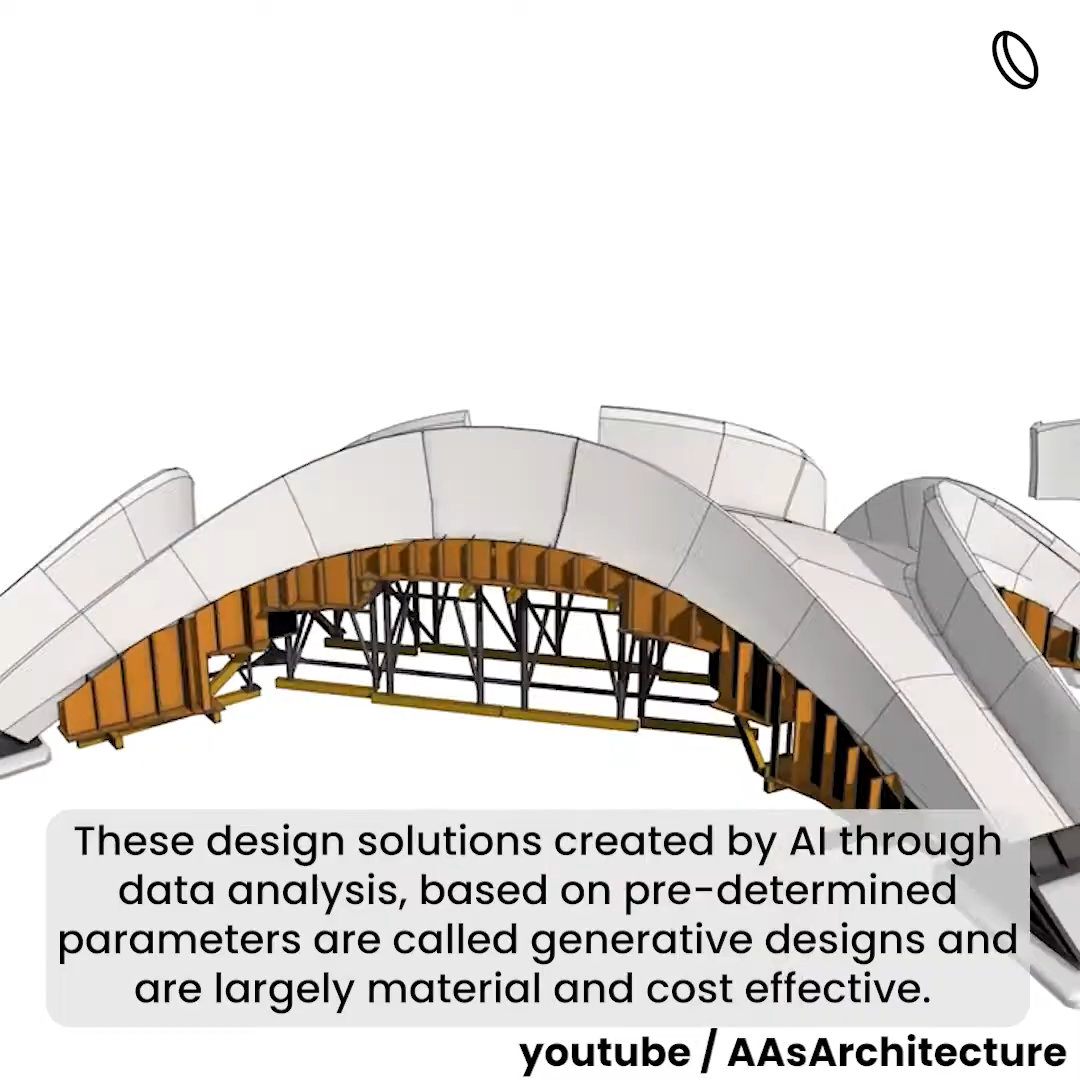 These design solutions created by AI through
data analysis, based on pre-determined
parameters are called generative designs and
are largely material and cost effective.
youtube / AAsArchitecture